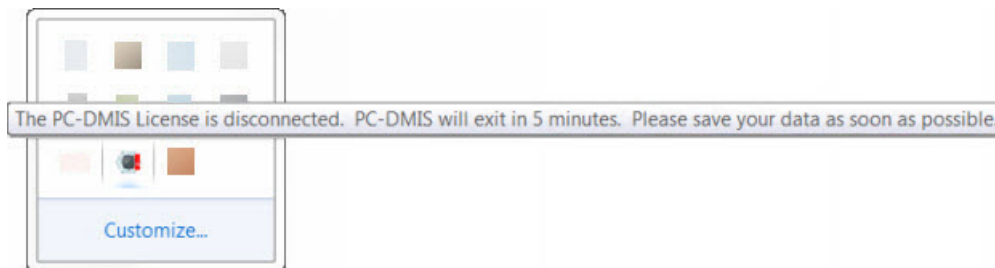 The PC-DMIS License is disconnected.  PC-DMIS will exit in 5 minutes.  Please save your data as soon as possible.
Customize...